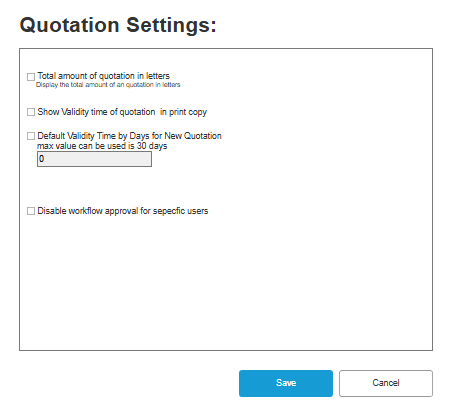 Quotation Settings:
Total amount of quotation in letters
Display the total amount of an quotation in letters
Show Validity time of quotation in print copy
Default Validity Time by Days for New Quotation
max value can be used is 30 days
0
Disable workflow approval for sepecfic users
Save
Cancel